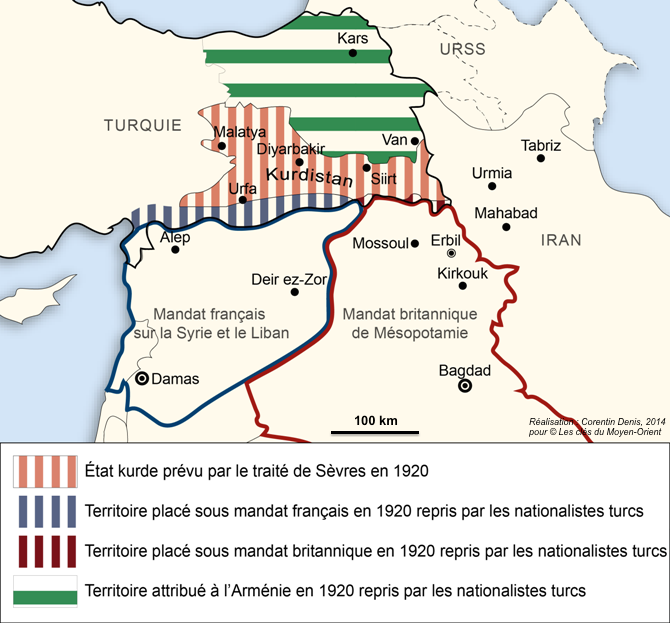 Kars
URSS
TURQUIE
Malatya
Van
Diyarbakir
Tabriz
Kurdistan
Siirt
Urmia
Urfa
Mahabad
Alep
Mossoul
Erbil
IRAN
Kirkouk
Deir ez-Zor
Mandat français
sur la Syrie et le Liban
Mandat britannique
de Mésopotamie
Damas
Bagdad
100 km
Réalisation : Corentin Denis, 2014
pour © Les clés du Moyen-Orient
État kurde prévu par le traité de Sèvres en 1920
Territoire placé sous mandat français en 1920 repris par les nationalistes turcs
Territoire placé sous mandat britannique en 1920 repris par les nationalistes turcs
Territoire attribué à l'Arménie en 1920 repris par les nationalistes turcs